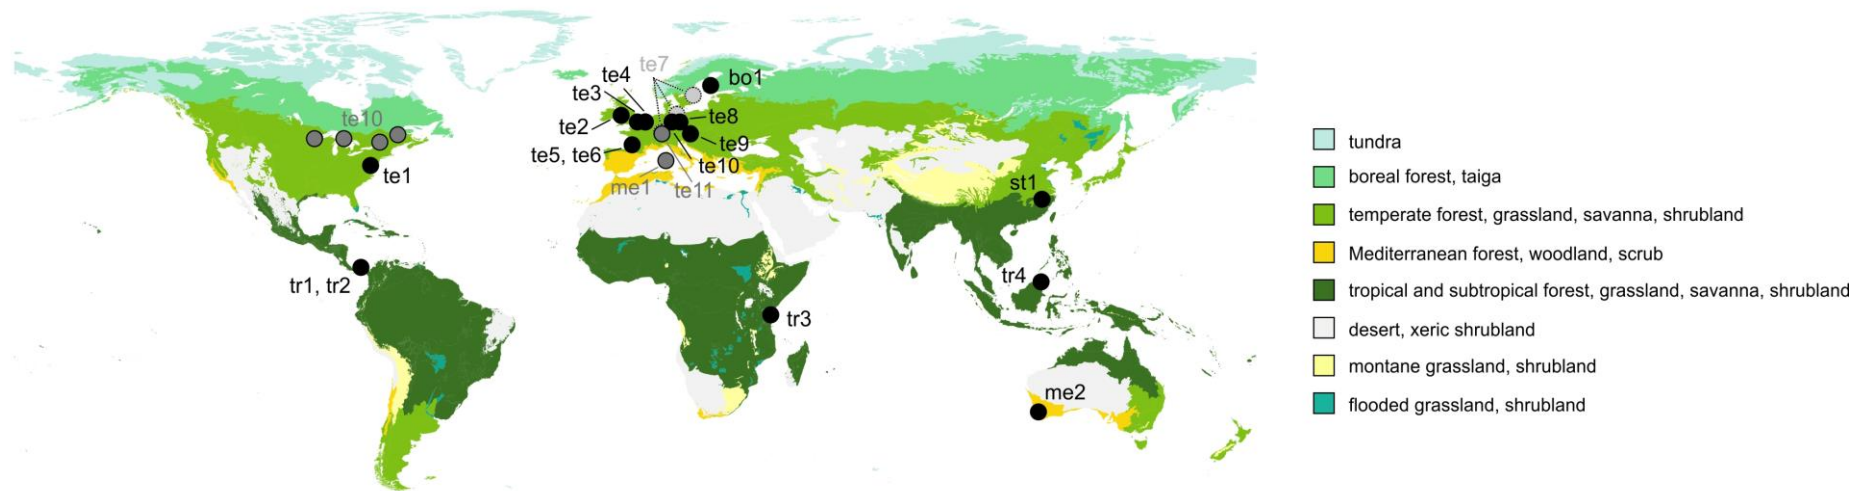 te7
te4
bo1
te3
te10
te8
te2
te9
te5, te6
te10
te1
me1
te11
st1
tr1, tr2
tr4
tr3
me2
tundra
boreal forest, taiga
temperate forest, grassland, savanna, shrubland
Mediterranean forest, woodland, scrub
tropical and subtropical forest, grassland, savanna, shrubland
desert, xeric shrubland
montane grassland, shrubland
flooded grassland, shrubland